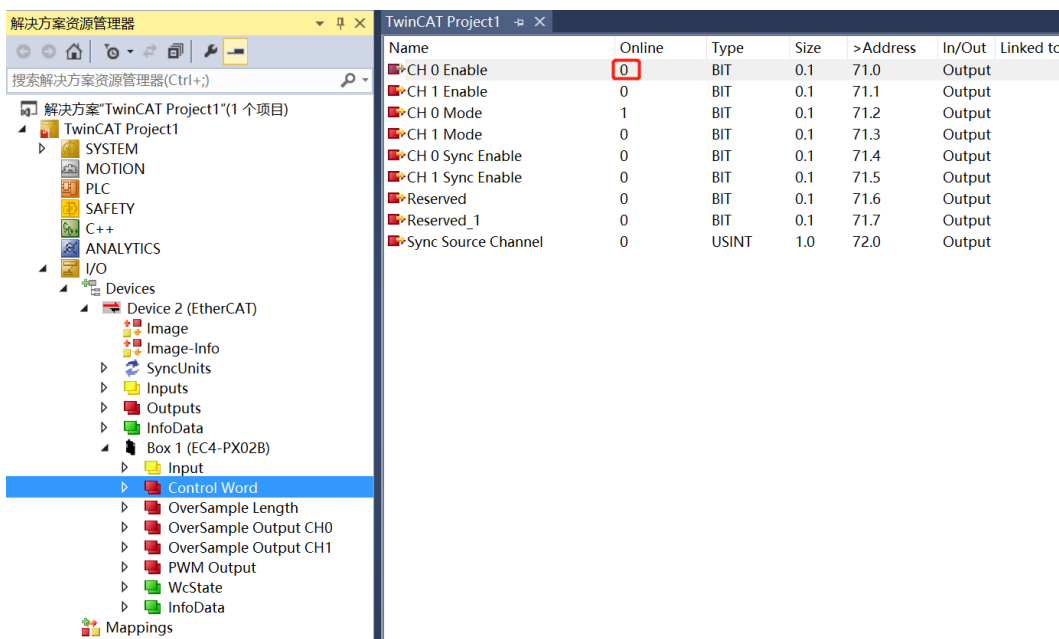 解决方案资源管理器
搜索解决方案资源管理器(Ctrl+;)
解决方案"TwinCAT Project1"(1 个项目)
TwinCAT Project1
SYSTEM
MOTION
PLC
SAFETY
C++
ANALYTICS
I/O
Devices
Device 2 (EtherCAT)
Image
Image-Info
SyncUnits
Inputs
Outputs
InfoData
Box 1 (EC4-PX02B)
Input
Control Word
OverSample Length
OverSample Output CH0
OverSample Output CH1
PWM Output
WcState
InfoData
Mappings
TwinCAT Project1
Name Online Type Size >Address In/Out Linked to
CH 0 Enable 0 BIT 0.1 71.0 Output
CH 1 Enable 0 BIT 0.1 71.1 Output
CH 0 Mode 1 BIT 0.1 71.2 Output
CH 1 Mode 0 BIT 0.1 71.3 Output
CH 0 Sync Enable 0 BIT 0.1 71.4 Output
CH 1 Sync Enable 0 BIT 0.1 71.5 Output
Reserved 0 BIT 0.1 71.6 Output
Reserved_1 0 BIT 0.1 71.7 Output
Sync Source Channel 0 USINT 1.0 72.0 Output